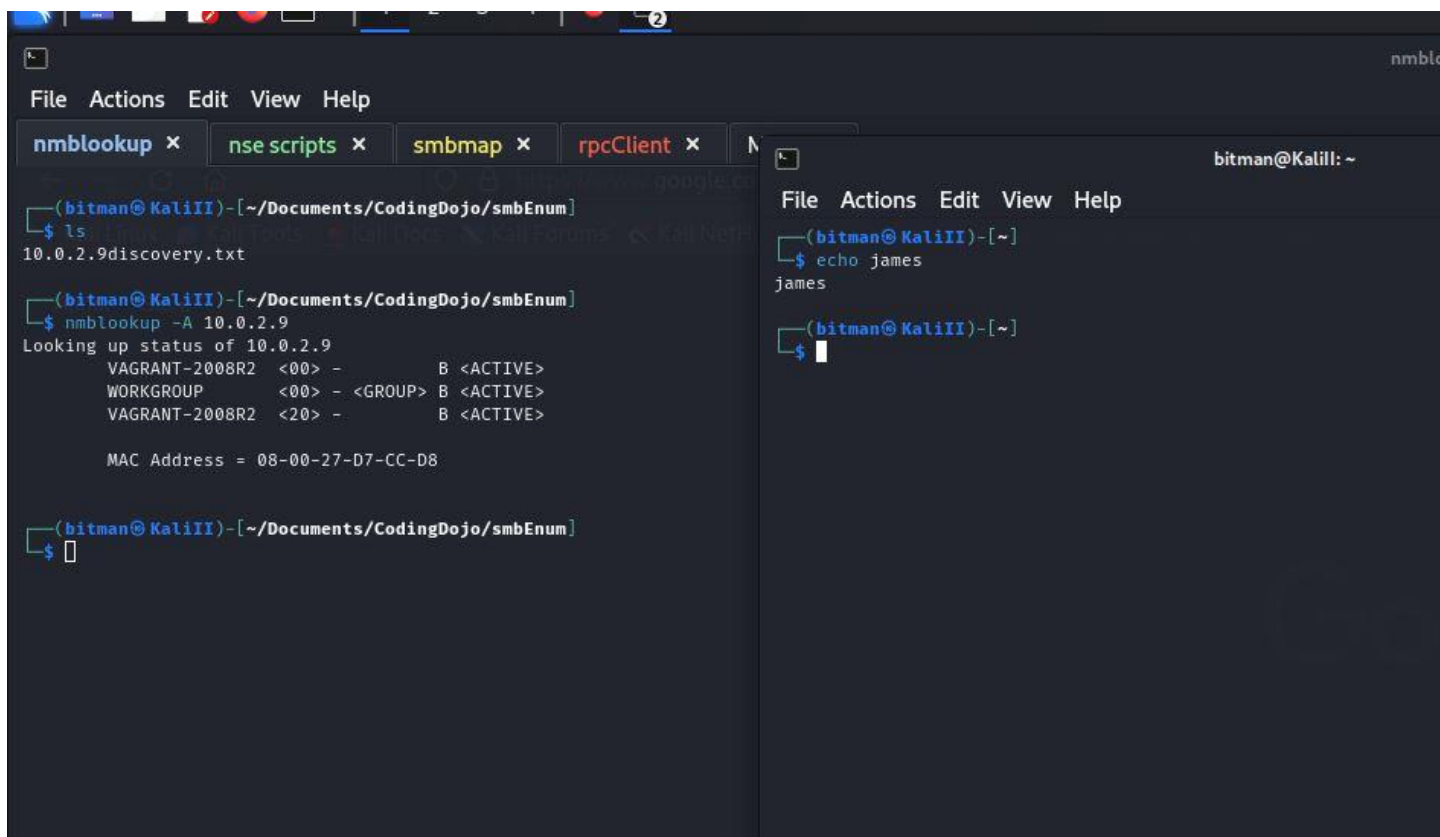 2
nmblo
File Actions Edit View Help
nmblookup × nse scripts × smbmap × rpcClient ×
(bitman㉿KaliII)-[~/Documents/CodingDojo/smbEnum]
$ ls
10.0.2.9discovery.txt
(bitman㉿KaliII)-[~/Documents/CodingDojo/smbEnum]
$ nmblookup -A 10.0.2.9
Looking up status of 10.0.2.9
VAGRANT-2008R2 <00> - B <ACTIVE>
WORKGROUP <00> - <GROUP> B <ACTIVE>
VAGRANT-2008R2 <20> - B <ACTIVE>
MAC Address = 08-00-27-D7-CC-D8
(bitman㉿KaliII)-[~/Documents/CodingDojo/smbEnum]
$
bitman@KaliII: ~
File Actions Edit View Help
(bitman㉿KaliII)-[~]
$ echo james
james
(bitman㉿KaliII)-[~]
$